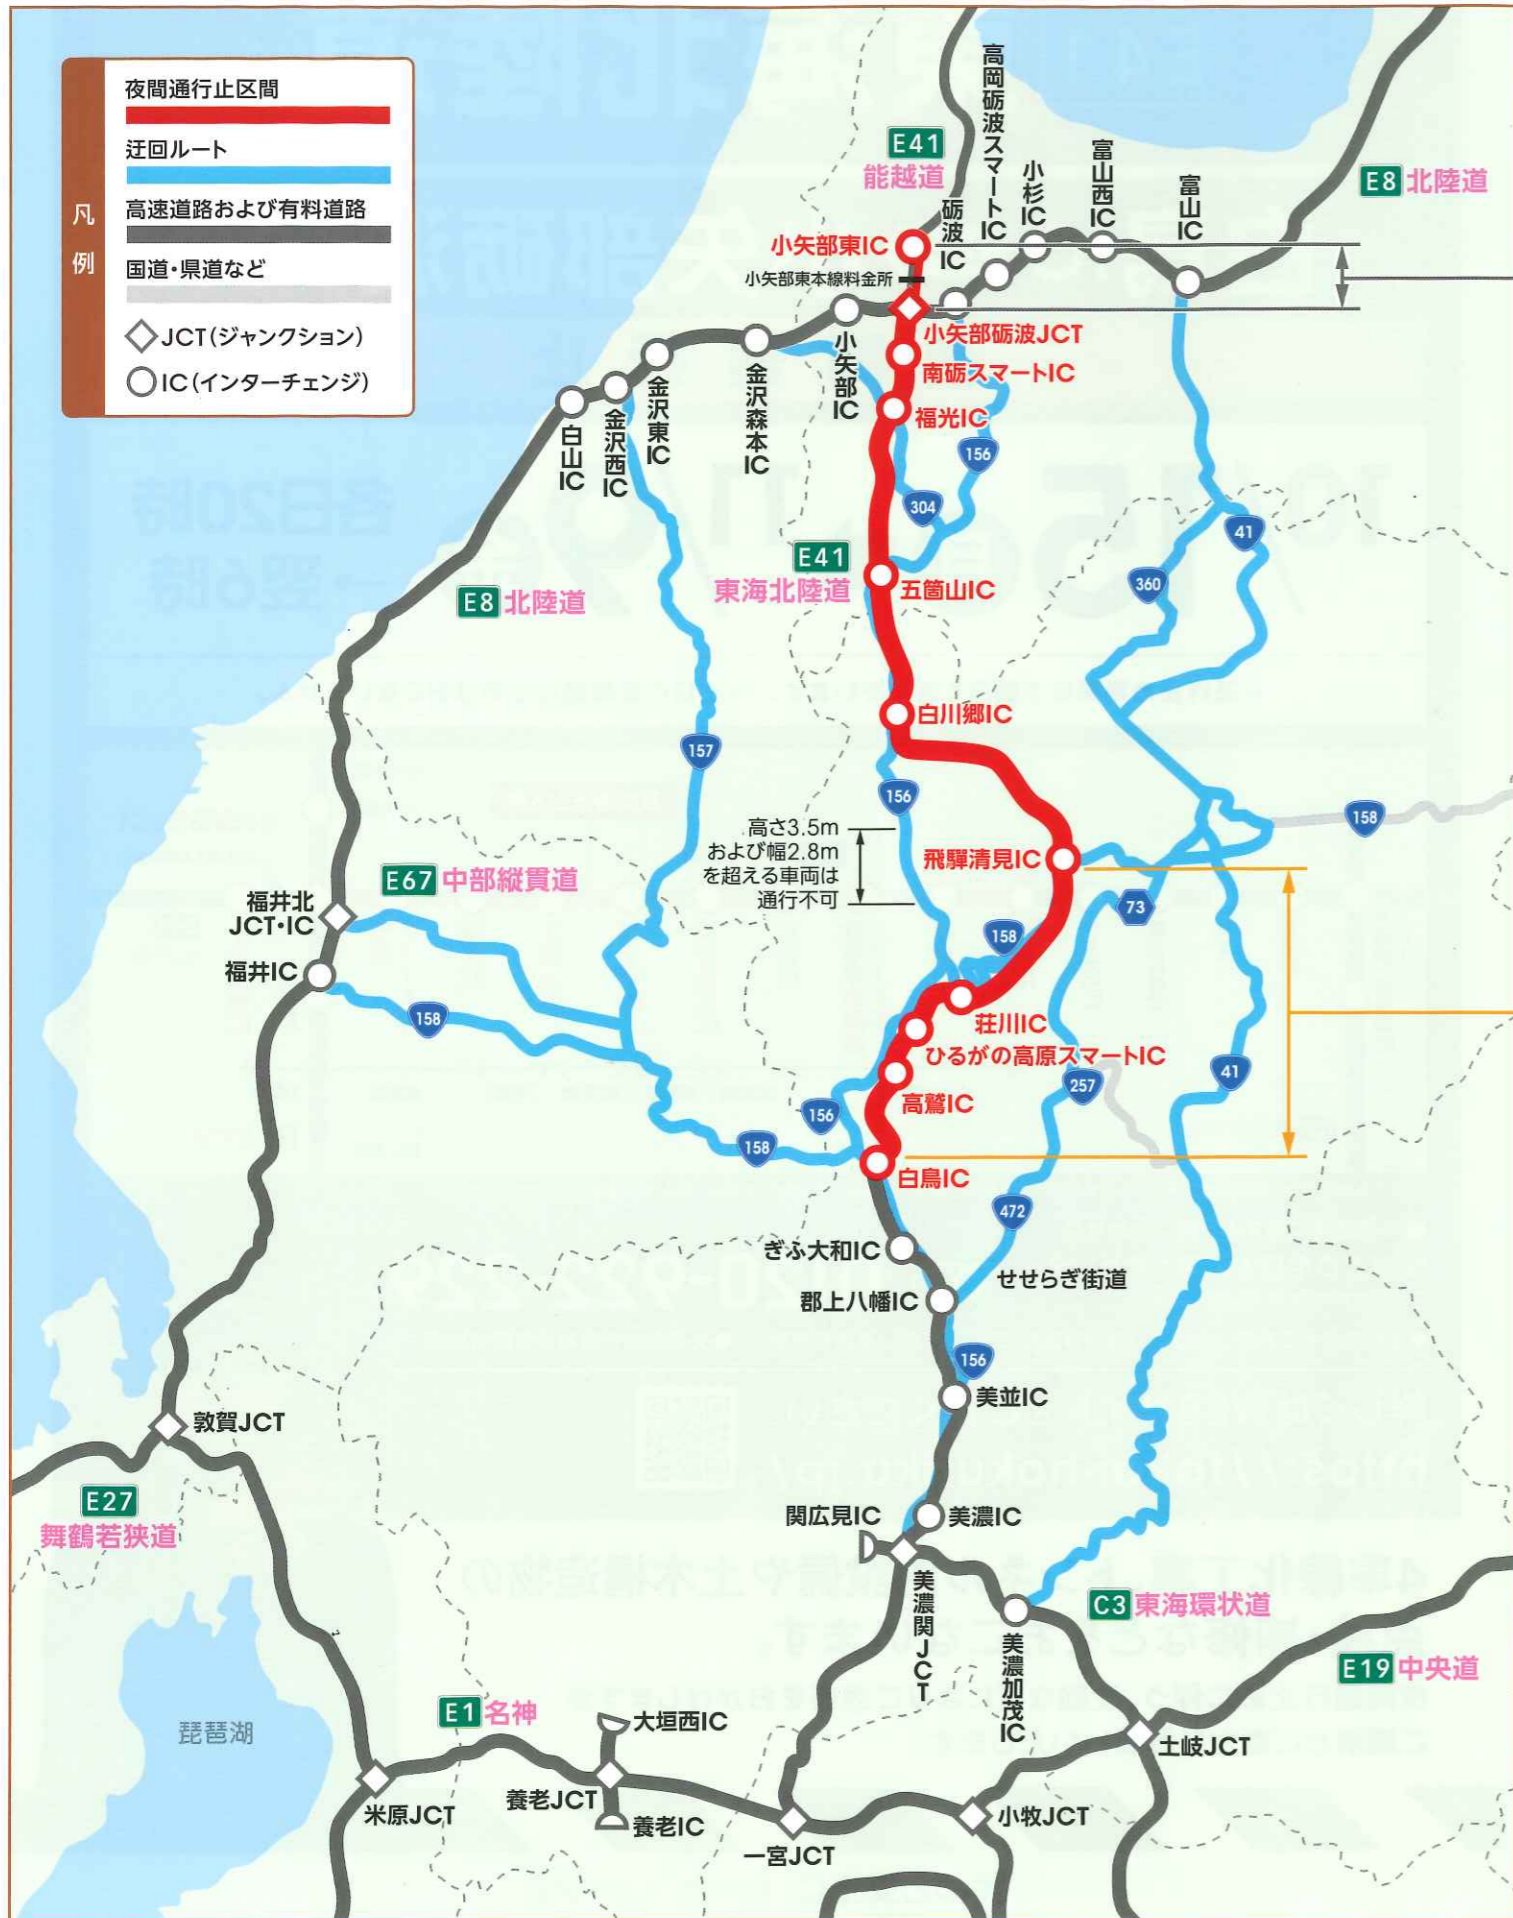 凡例
夜間通行止区間
迂回ルート
高速道路および有料道路
国道・県道など
JCT(ジャンクション)
IC(インターチェンジ)
E41
能越道
高岡砺波スマートIC
小杉IC
富山西IC
富山IC
E8 北陸道
砺波IC
小矢部東IC
小矢部東本線料金所
小矢部砺波JCT
南砺スマートIC
福光IC
小矢部IC
金沢森本IC
金沢東IC
金沢西IC
白山IC
156
304
41
360
E41
東海北陸道
五箇山IC
E8 北陸道
白川郷IC
157
156
158
高さ3.5m
および幅2.8m
を超える車両は
通行不可
飛騨清見IC
E67 中部縦貫道
福井北
JCT・IC
73
158
福井IC
158
荘川IC
ひるがの高原スマートIC
高鷲IC
257
41
156
158
白鳥IC
472
ぎふ大和IC
せせらぎ街道
郡上八幡IC
156
美並IC
敦賀JCT
E27
舞鶴若狭道
関広見IC
美濃IC
美濃関JCT
C3 東海環状道
美濃加茂IC
E19 中央道
E1 名神
大垣西IC
琵琶湖
土岐JCT
養老JCT
米原JCT
養老IC
小牧JCT
一宮JCT